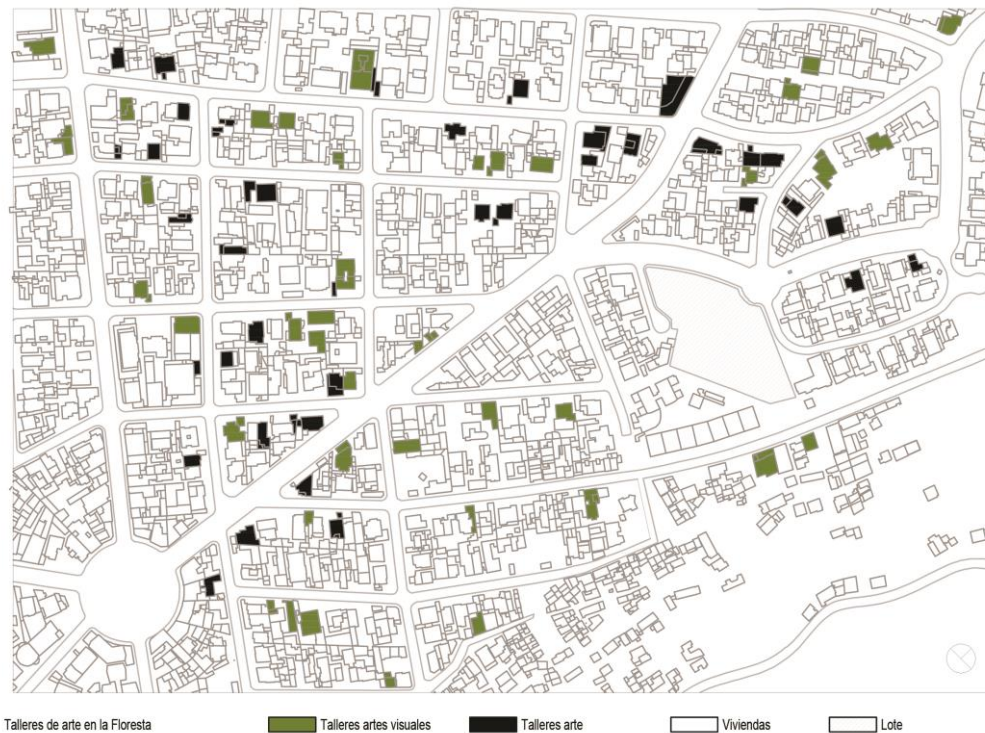 Talleres de arte en la Floresta
Talleres artes visuales
Talleres arte
Viviendas
Lote